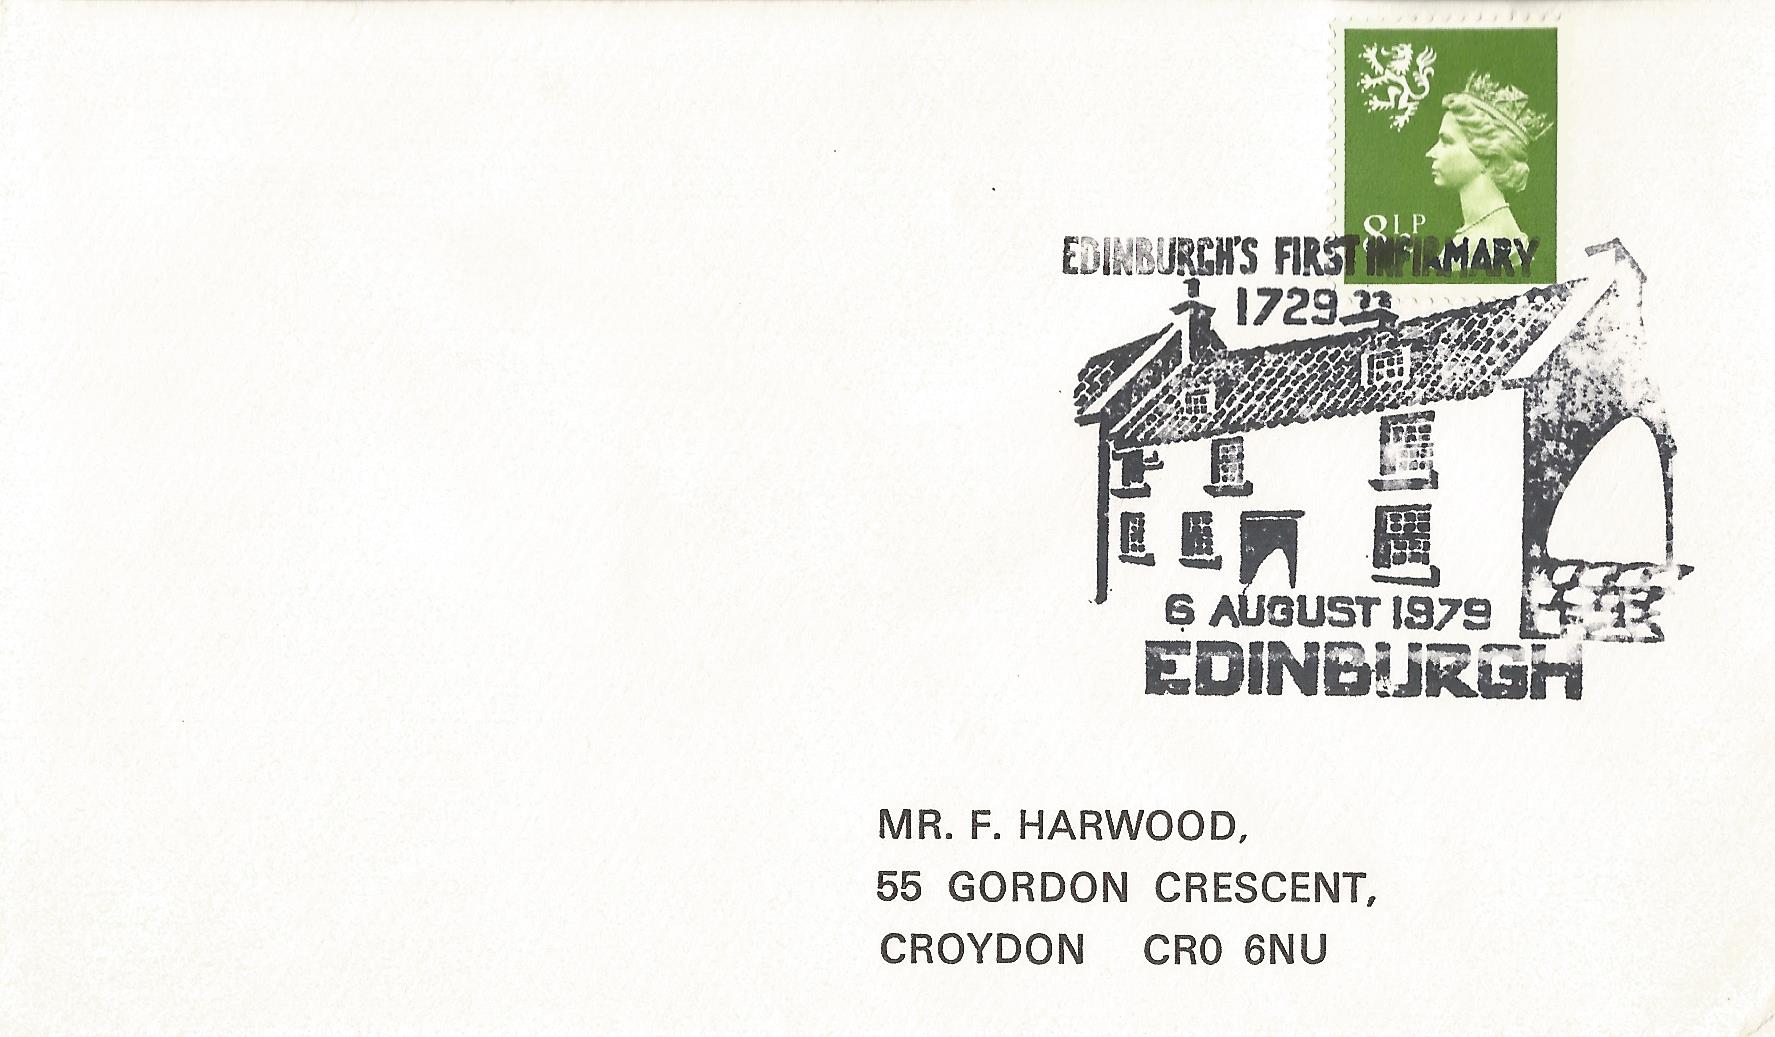 8½P
EDINBURGH'S FIRST INFIRMARY
1729
6 AUGUST 1979
EDINBURGH
MR. F. HARWOOD,
55 GORDON CRESCENT,
CROYDON CR0 6NU